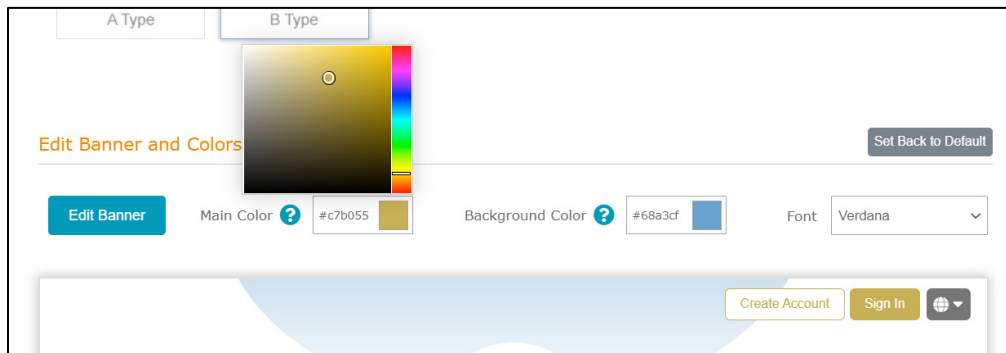 A Type
B Type
Edit Banner and Colors
Set Back to Default
Edit Banner
Main Color ?
#c7b055
Background Color ?
#68a3cf
Font
Verdana
Create Account
Sign In